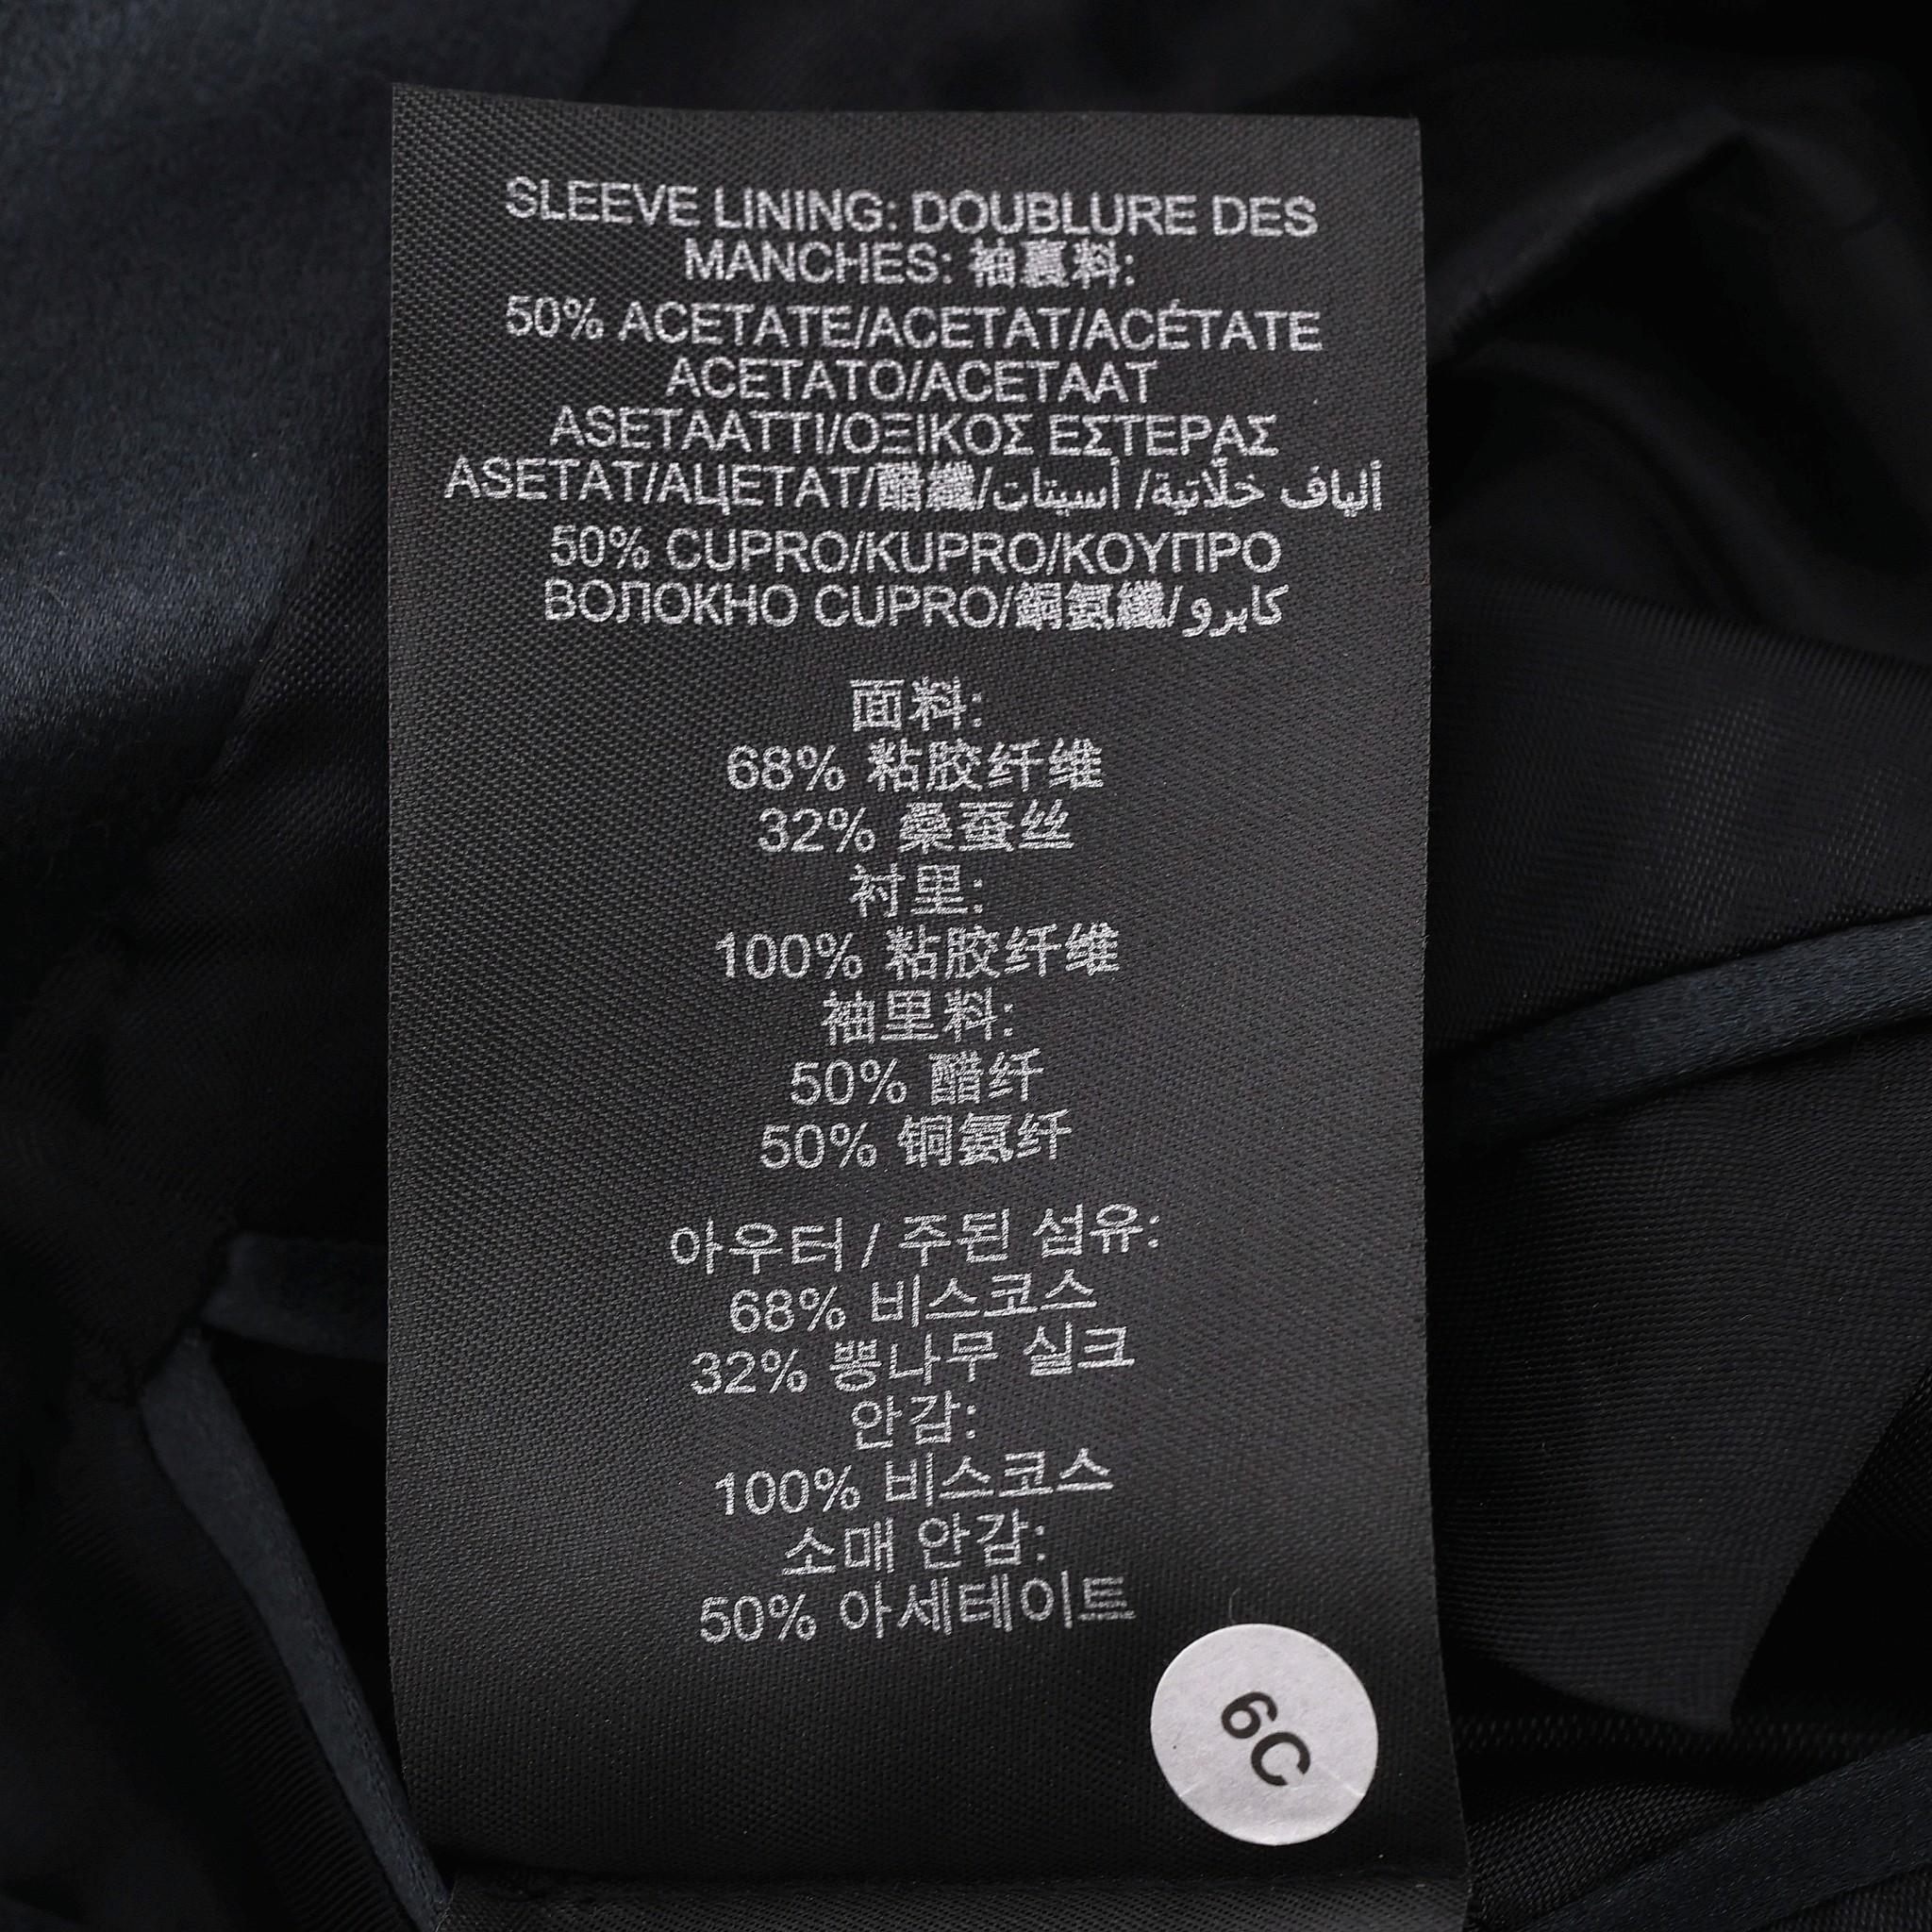 SLEEVE LINING: DOUBLURE DES
MANCHES: 袖裏料:
50% ACETATE/ACETAT/ACÉTATE
ACETATO/ACETAAT
ASETAATTI/ΟΞΙΚΟΣ ΕΣΤΕΡΑΣ
ASETAT/АЦЕТАТ/醋纖/أسيتات /ألياف خلّاتية
50% CUPRO/KUPRO/ΚΟΥΠΡΟ
ВОЛОКНО CUPRO/銅氨纖/كابرو
面料:
68% 粘胶纤维
32% 桑蚕丝
衬里:
100% 粘胶纤维
袖里料:
50% 醋纤
50% 铜氨纤
아우터 / 주된 섬유:
68% 비스코스
32% 뽕나무 실크
안감:
100% 비스코스
소매 안감:
50% 아세테이트
6C